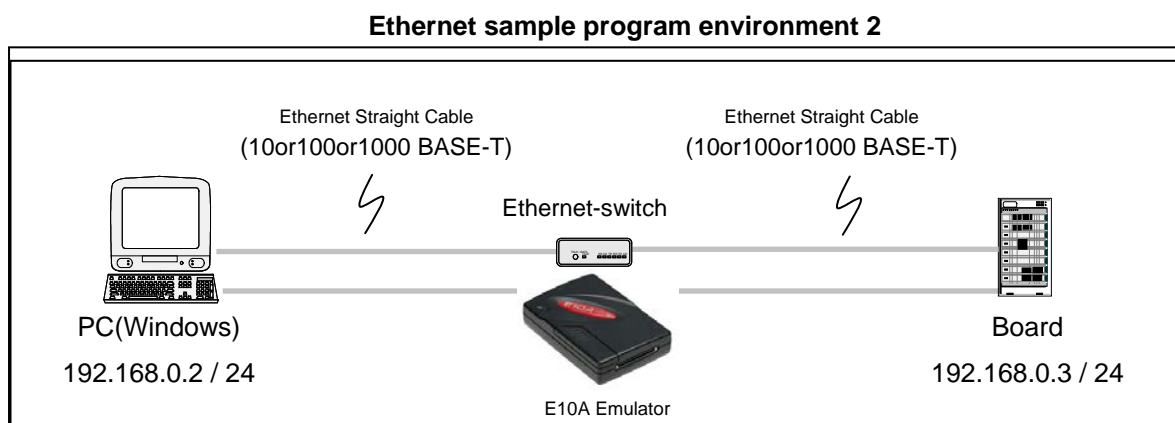 Ethernet sample program environment 2
Ethernet Straight Cable
(10or100or1000 BASE-T)
Ethernet Straight Cable
(10or100or1000 BASE-T)
Ethernet-switch
E10A
PC(Windows)
192.168.0.2 / 24
Board
192.168.0.3 / 24
E10A Emulator